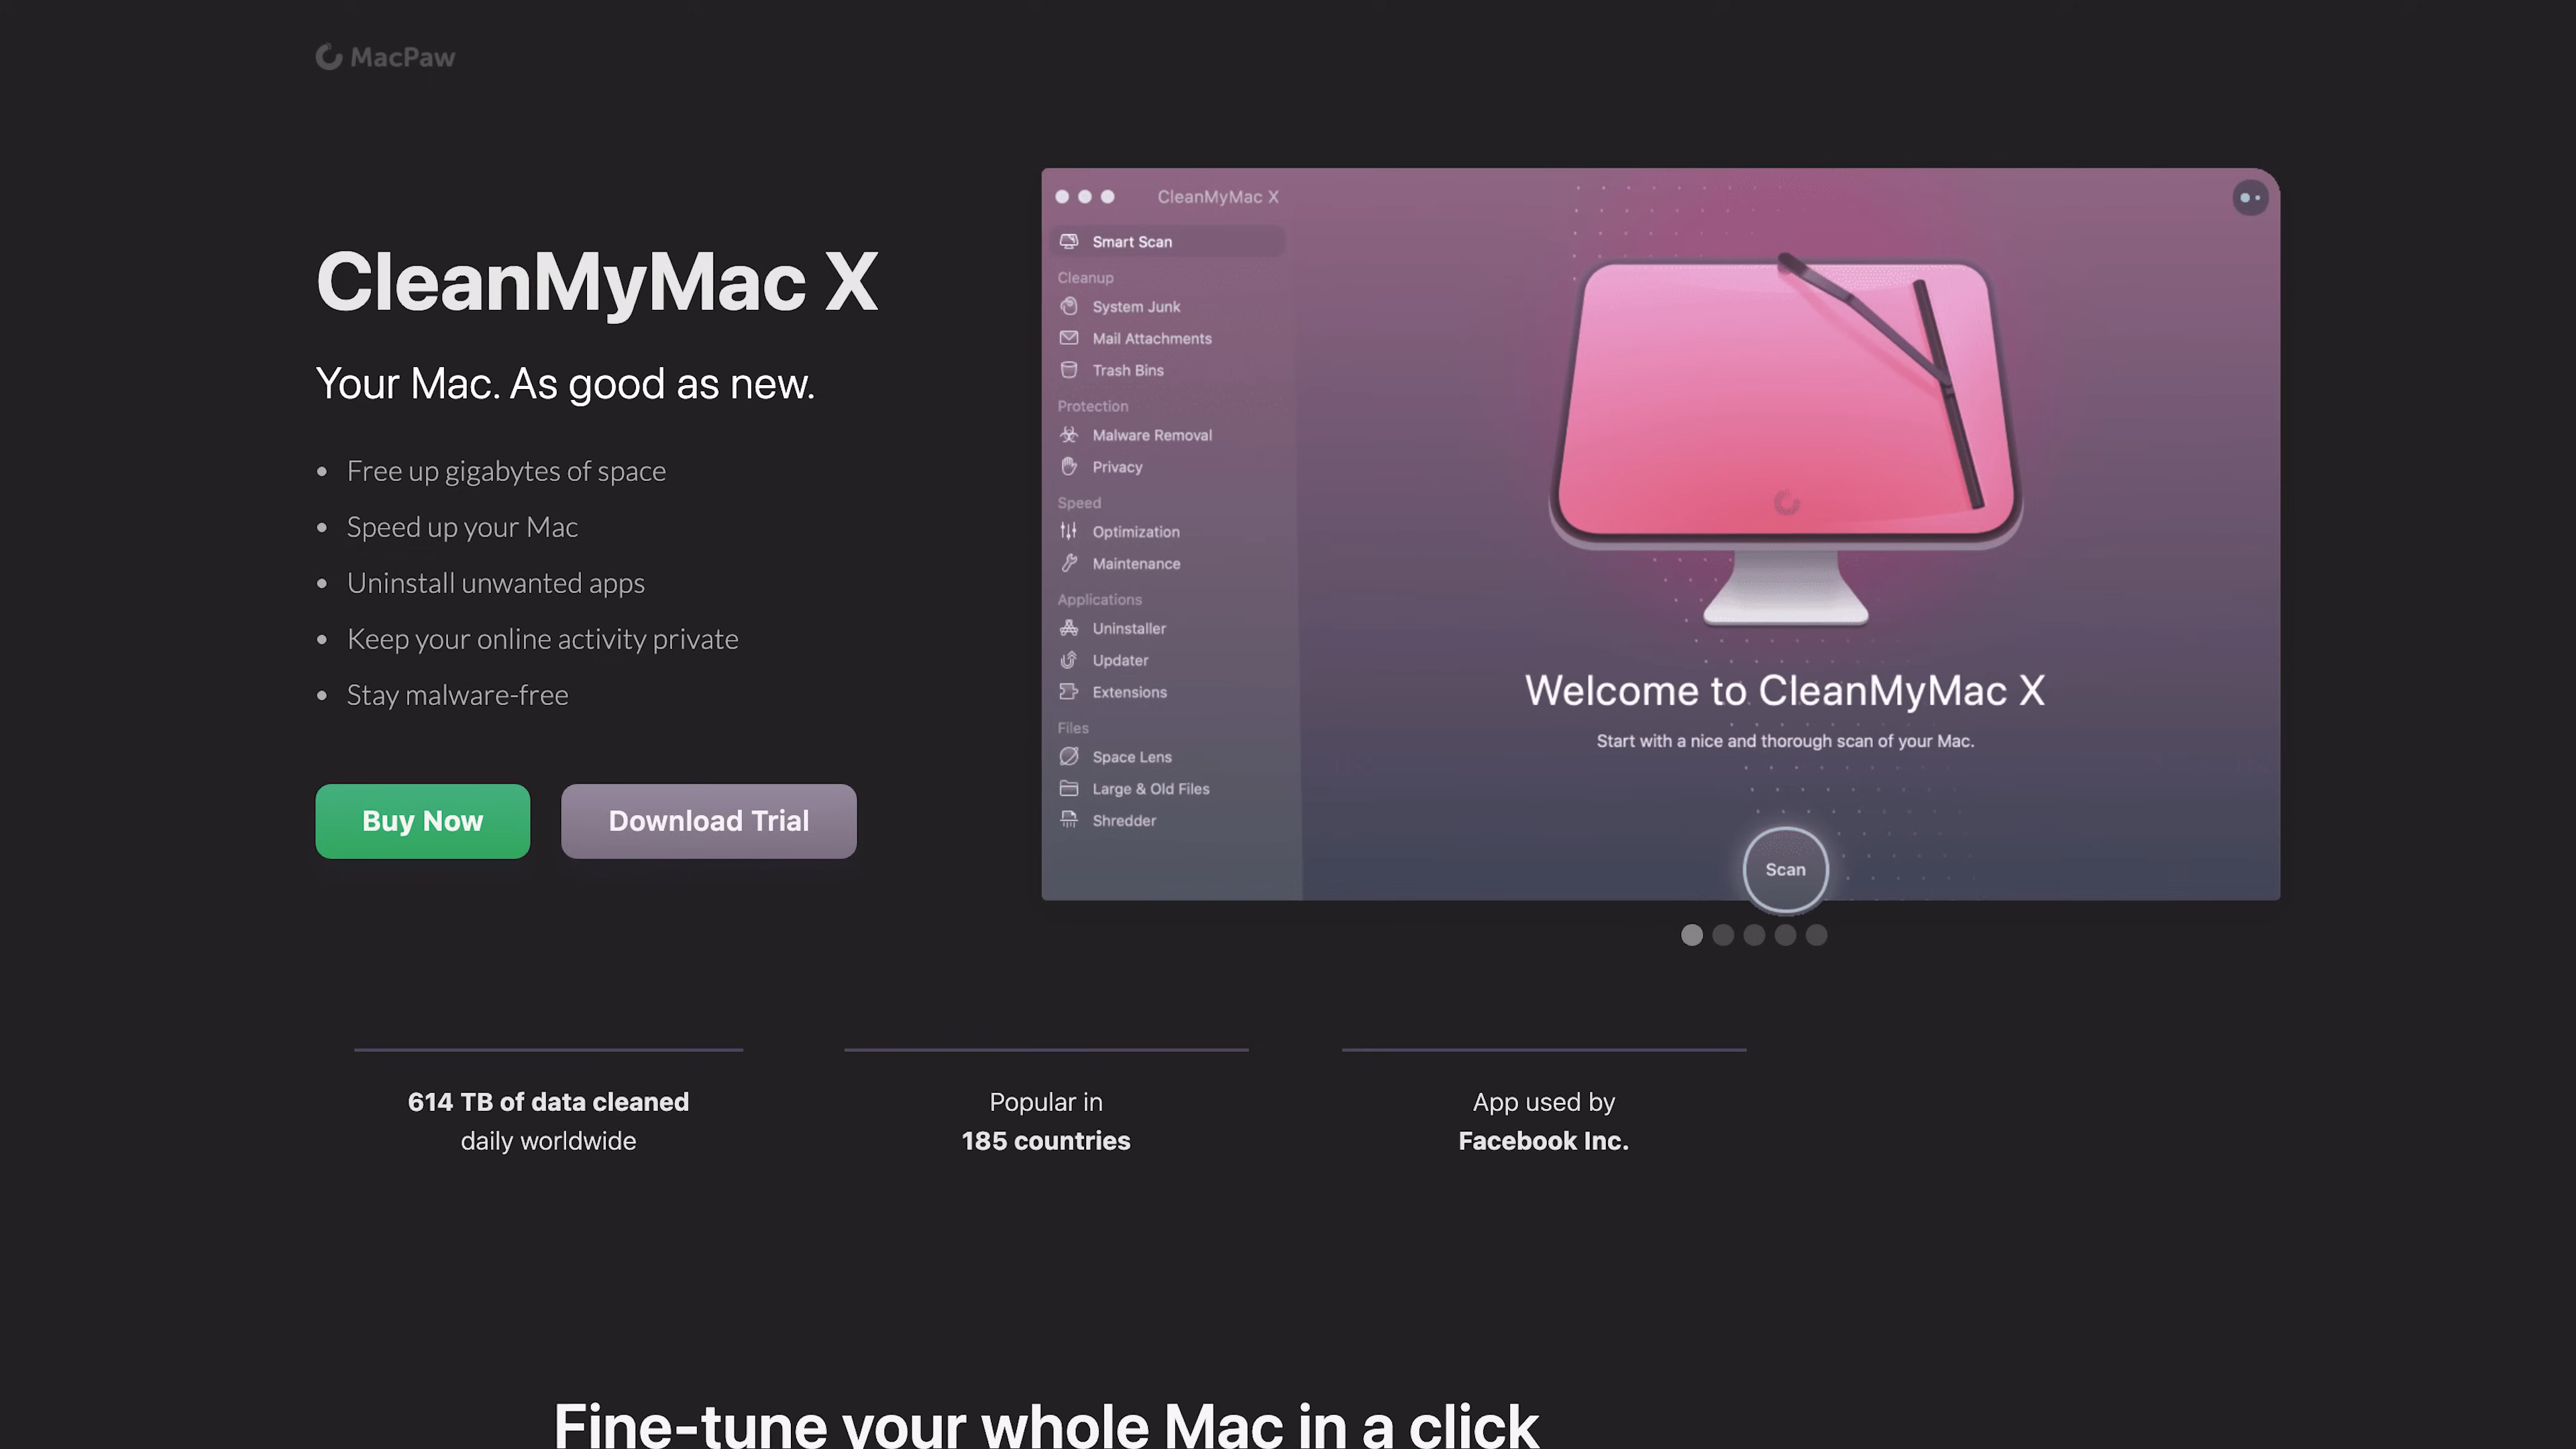 MacPaw
CleanMyMac X
Your Mac. As good as new.
Free up gigabytes of space
Speed up your Mac
Uninstall unwanted apps
Keep your online activity private
Stay malware-free
Buy Now
Download Trial
CleanMyMac X
Smart Scan
Cleanup
System Junk
Mail Attachments
Trash Bins
Protection
Malware Removal
Privacy
Speed
Optimization
Maintenance
Applications
Uninstaller
Updater
Extensions
Files
Space Lens
Large & Old Files
Shredder
Welcome to CleanMyMac X
Start with a nice and thorough scan of your Mac.
Scan
614 TB of data cleaned
daily worldwide
Popular in
185 countries
App used by
Facebook Inc.
Fine-tune your whole Mac in a click